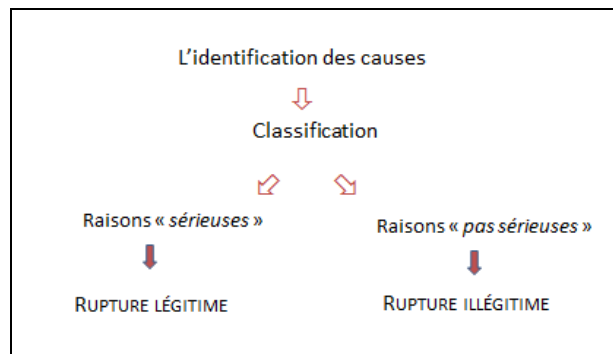 L'identification des causes
Classification
Raisons « sérieuses »
Raisons « pas sérieuses »
RUPTURE LÉGITIME
RUPTURE ILLÉGITIME